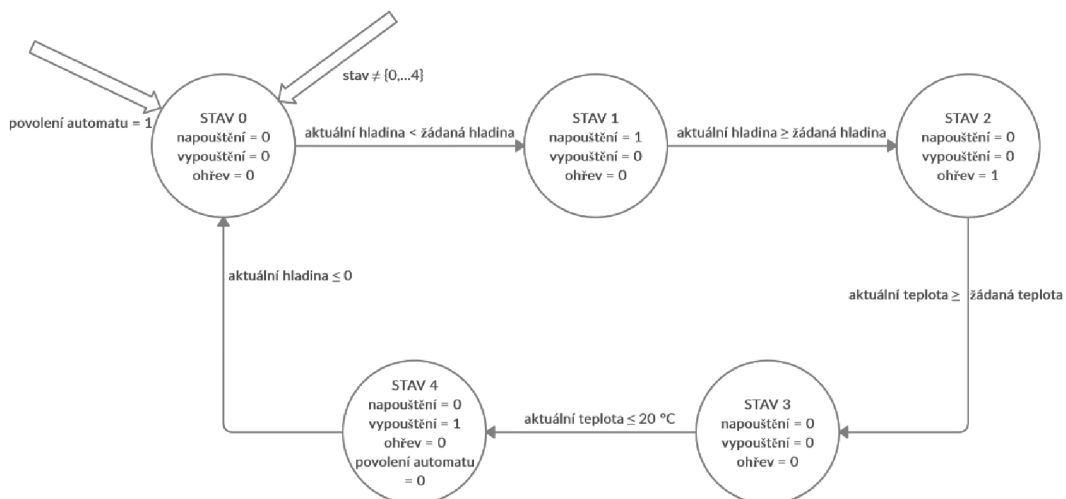 stav ≠ {0,...4}
povolení automatu = 1
STAV 0
napouštění = 0
vypouštění = 0
ohřev = 0
aktuální hladina < žádaná hladina
STAV 1
napouštění = 1
vypouštění = 0
ohřev = 0
aktuální hladina ≥ žádaná hladina
STAV 2
napouštění = 0
vypouštění = 0
ohřev = 1
aktuální teplota ≥ žádaná teplota
STAV 3
napouštění = 0
vypouštění = 0
ohřev = 0
aktuální teplota ≤ 20 °C
STAV 4
napouštění = 0
vypouštění = 1
ohřev = 0
povolení automatu
= 0
aktuální hladina ≤ 0